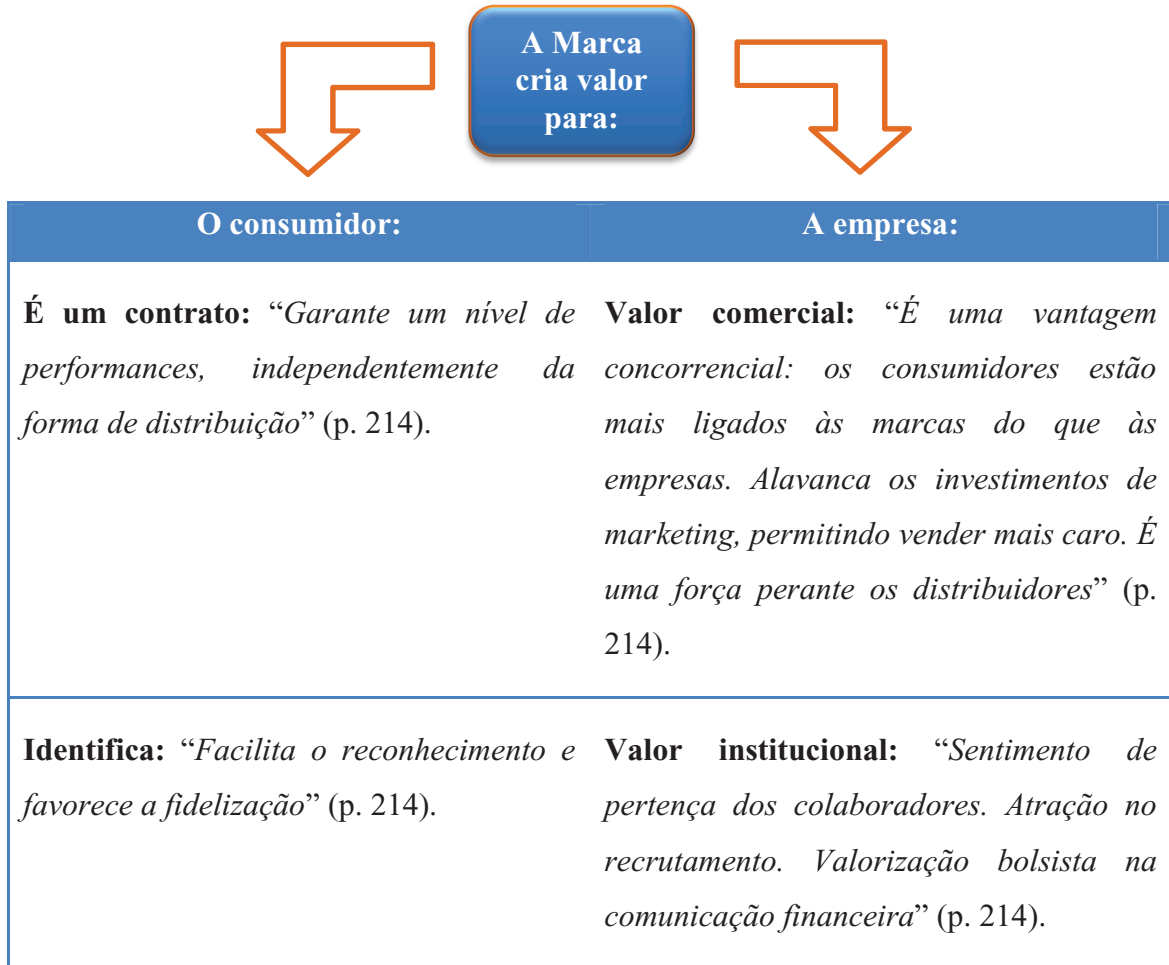 A Marca
cria valor
para:
O consumidor:
A empresa:
É um contrato: “Garante um nível de
performances, independentemente da
forma de distribuição” (p. 214).
Valor comercial: “É uma vantagem
concorrencial: os consumidores estão
mais ligados às marcas do que às
empresas. Alavanca os investimentos de
marketing, permitindo vender mais caro. É
uma força perante os distribuidores” (p.
214).
Identifica: “Facilita o reconhecimento e
favorece a fidelização” (p. 214).
Valor institucional: “Sentimento de
pertença dos colaboradores. Atração no
recrutamento. Valorização bolsista na
comunicação financeira” (p. 214).